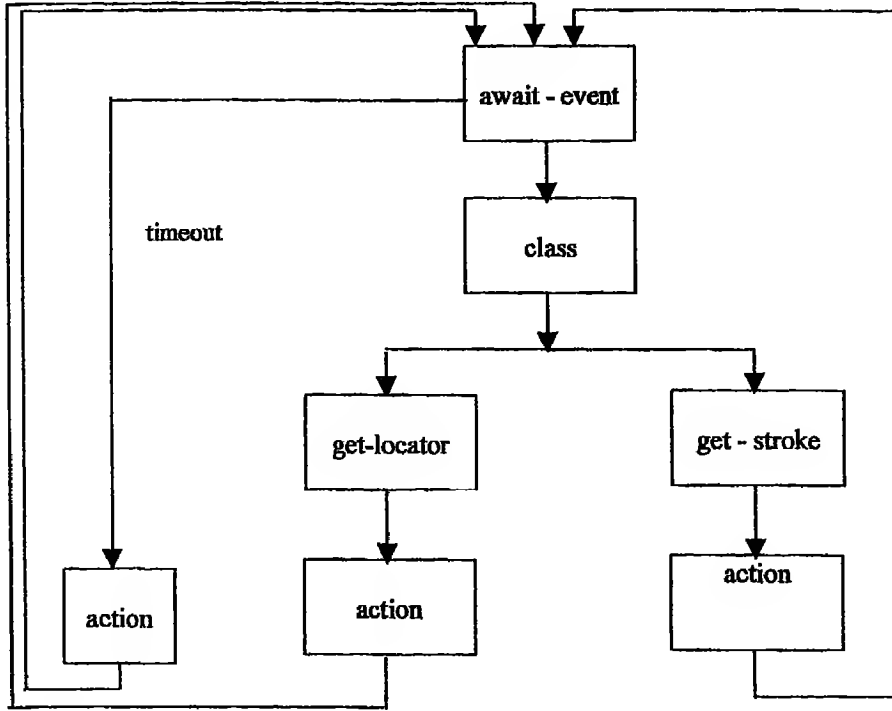 await - event
timeout
class
get-locator
get - stroke
action
action
action